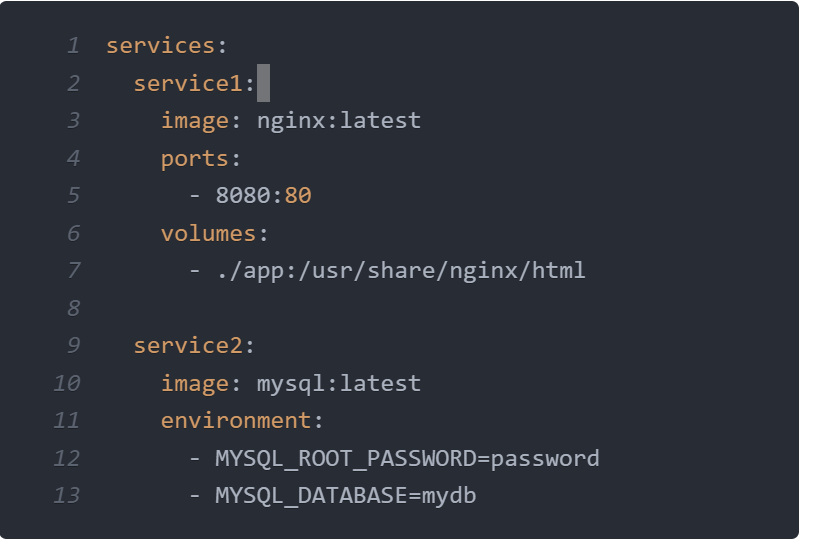 1 services:
2   service1:
3     image: nginx:latest
4     ports:
5       - 8080:80
6     volumes:
7       - ./app:/usr/share/nginx/html
8
9   service2:
10     image: mysql:latest
11     environment:
12       - MYSQL_ROOT_PASSWORD=password
13       - MYSQL_DATABASE=mydb